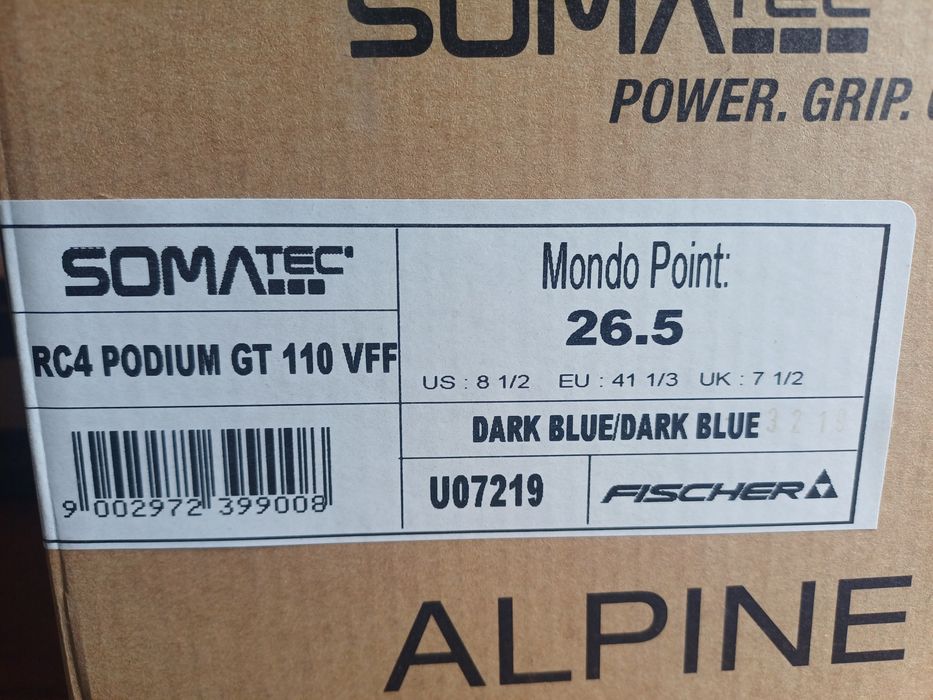 SOMATEC
POWER. GRIP.
SOMATEC
RC4 PODIUM GT 110 VFF
9 002972 399008
Mondo Point:
26.5
US : 8 1/2 EU : 41 1/3 UK : 7 1/2
DARK BLUE/DARK BLUE 3219
U07219
FISCHER
ALPINE